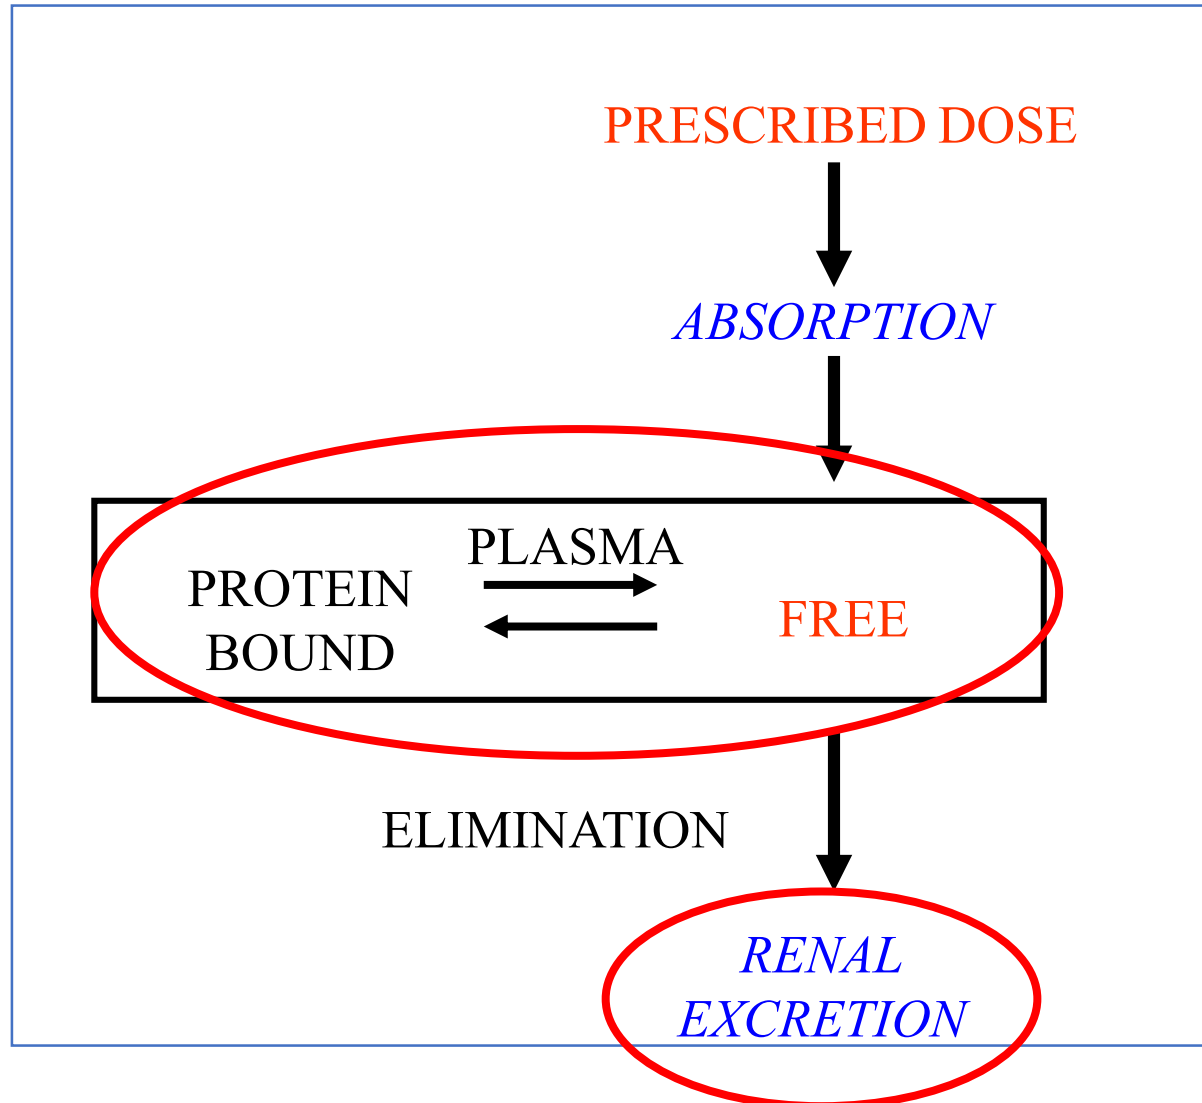 PRESCRIBED DOSE
ABSORPTION
PLASMA
PROTEIN
BOUND
FREE
ELIMINATION
RENAL
EXCRETION